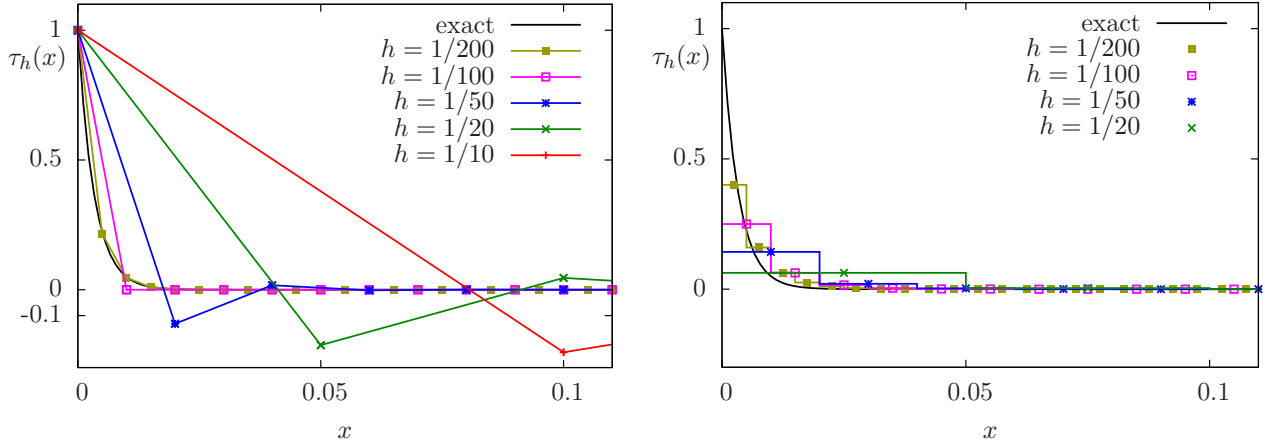 1
τ_h(x)
0.5
0
-0.1
0
0.05
0.1
x
exact
h = 1/200
h = 1/100
h = 1/50
h = 1/20
h = 1/10
1
τ_h(x)
0.5
0
0
0.05
0.1
x
exact
h = 1/200
h = 1/100
h = 1/50
h = 1/20